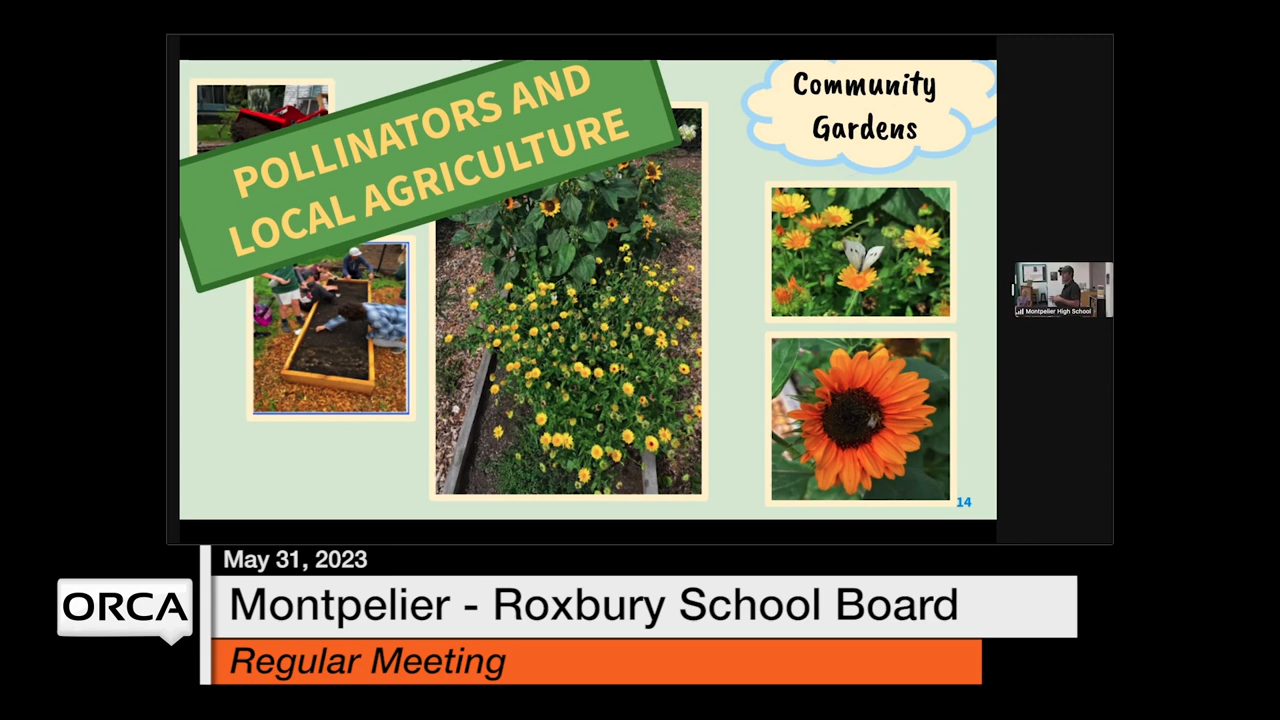 POLLINATORS AND
LOCAL AGRICULTURE
Community
Gardens
14
Montpelier High School
May 31, 2023
ORCA
Montpelier - Roxbury School Board
Regular Meeting